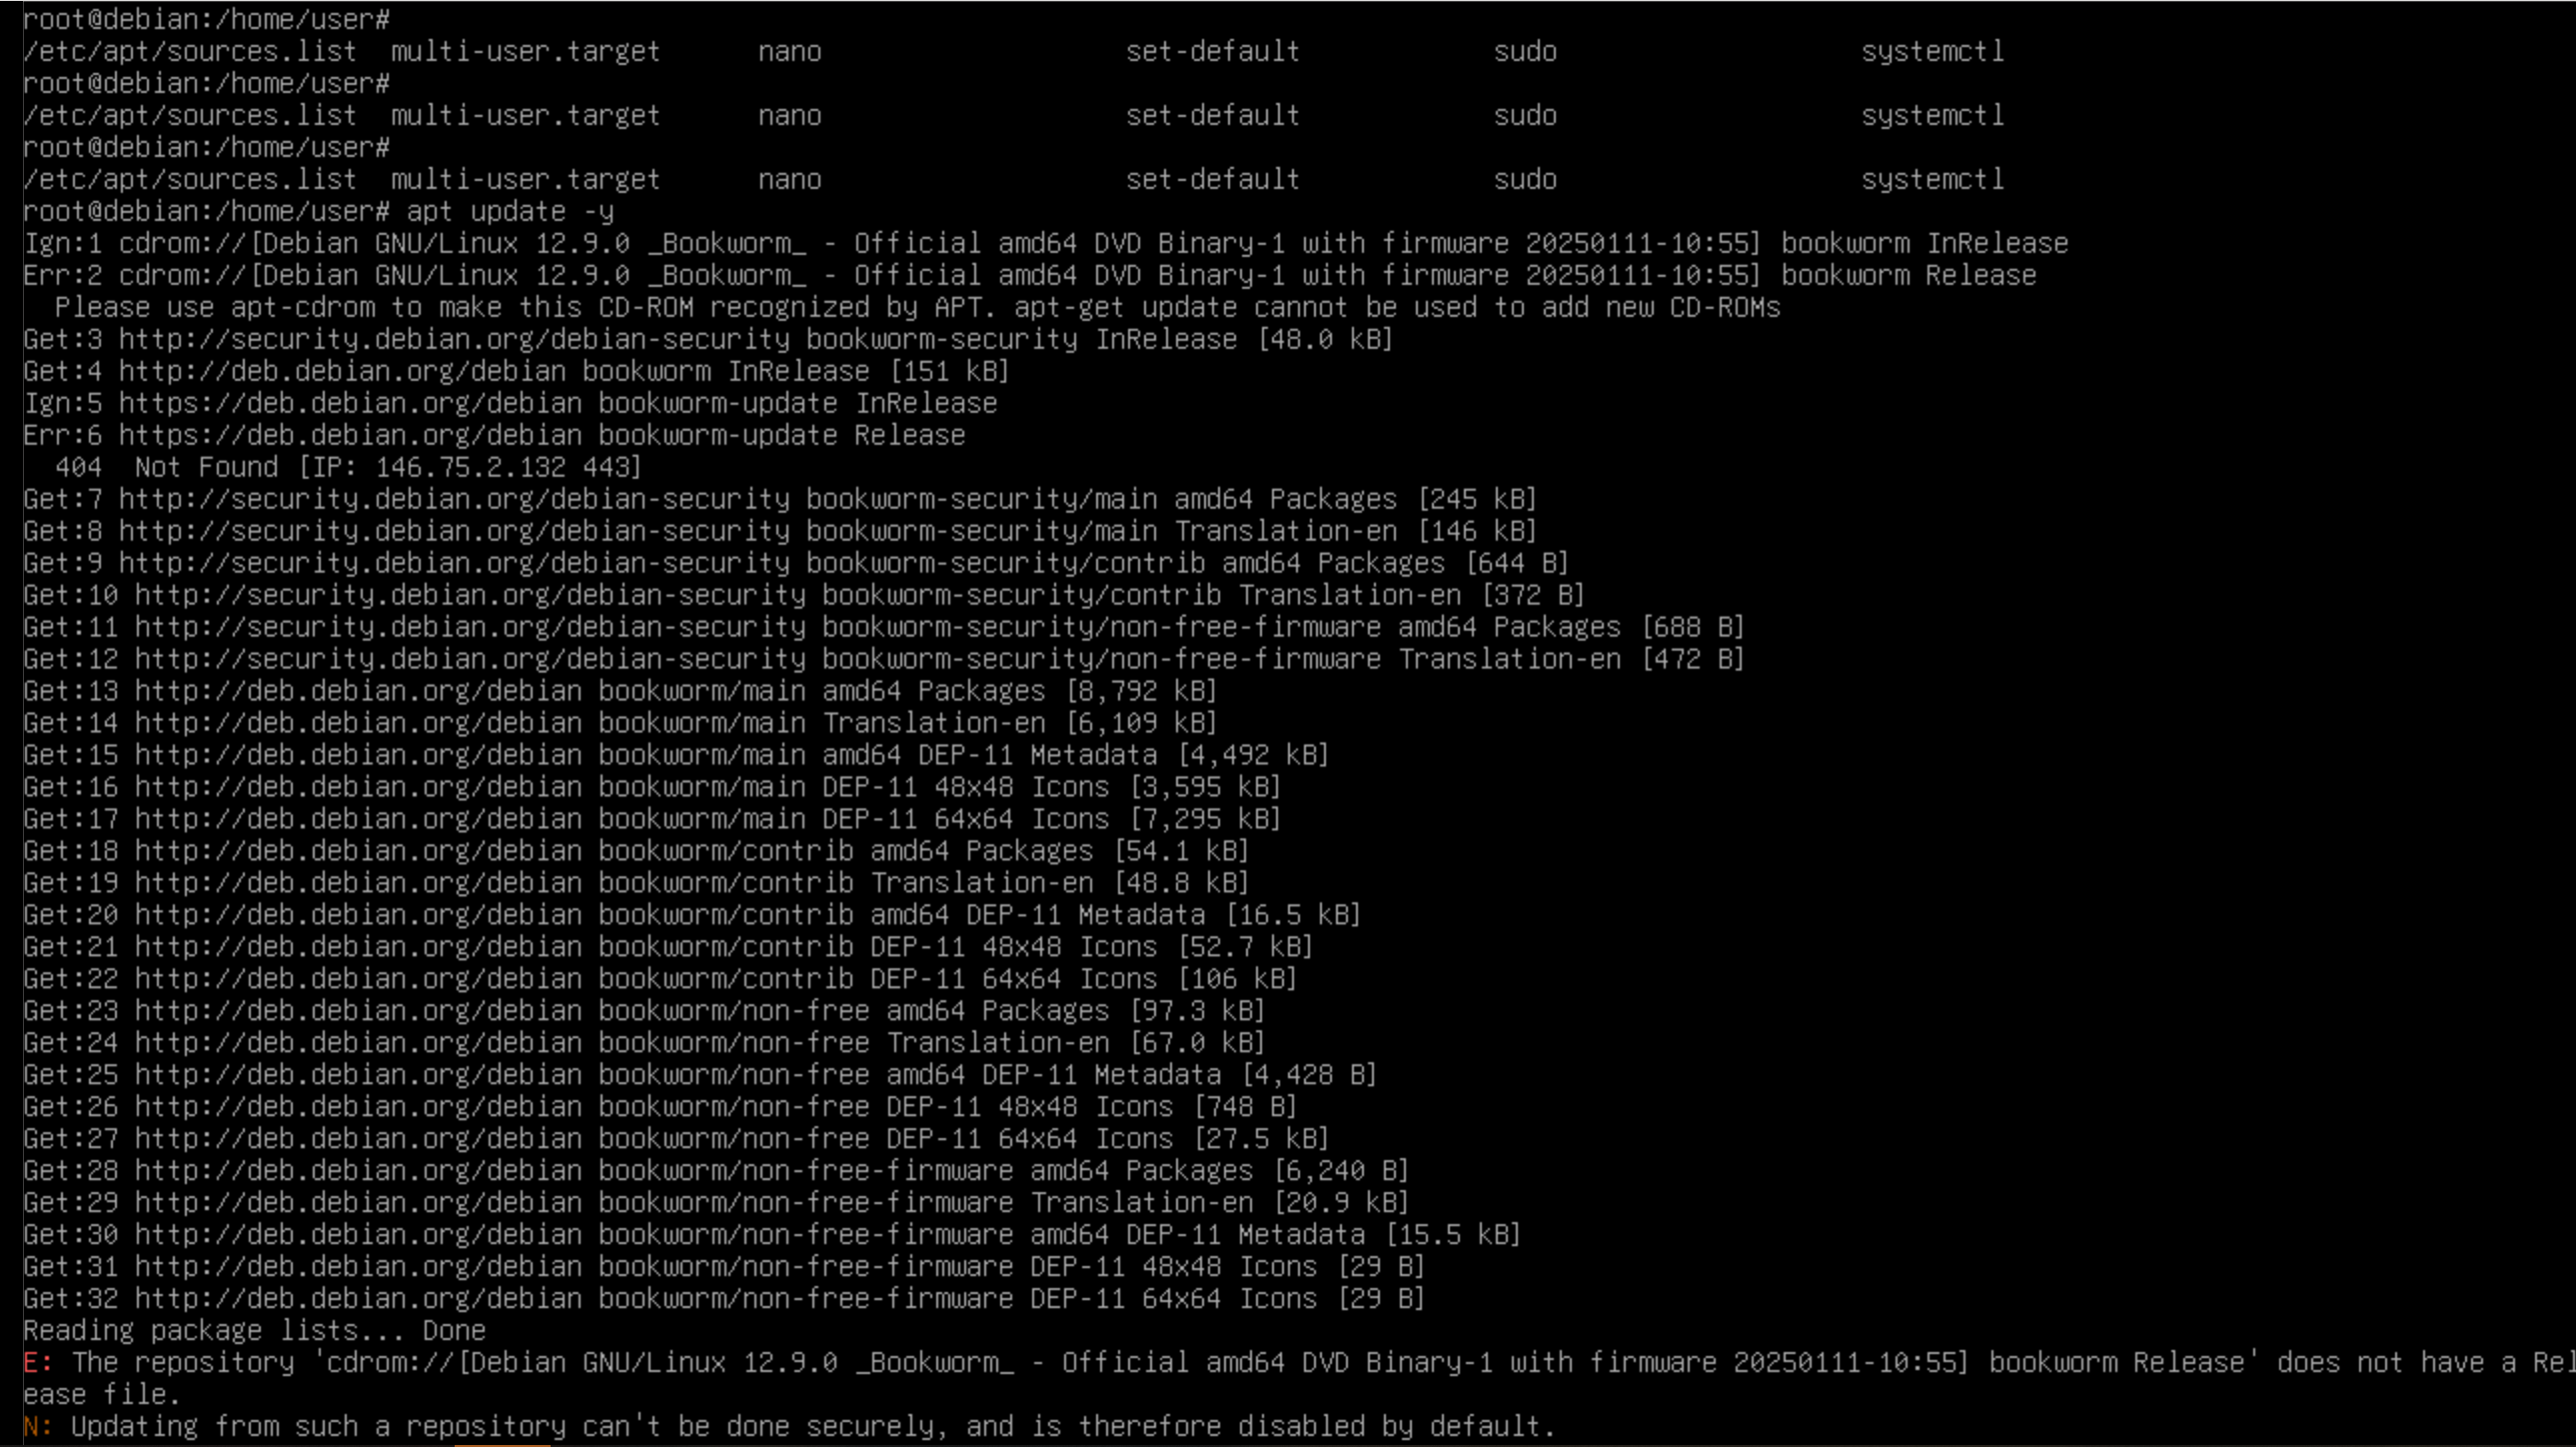 root@debian:/home/user#
/etc/apt/sources.list  multi-user.target      nano                   set-default            sudo                   systemctl
root@debian:/home/user#
/etc/apt/sources.list  multi-user.target      nano                   set-default            sudo                   systemctl
root@debian:/home/user#
/etc/apt/sources.list  multi-user.target      nano                   set-default            sudo                   systemctl
root@debian:/home/user# apt update -y
Ign:1 cdrom://[Debian GNU/Linux 12.9.0 _Bookworm_ - Official amd64 DVD Binary-1 with firmware 20250111-10:55] bookworm InRelease
Err:2 cdrom://[Debian GNU/Linux 12.9.0 _Bookworm_ - Official amd64 DVD Binary-1 with firmware 20250111-10:55] bookworm Release
  Please use apt-cdrom to make this CD-ROM recognized by APT. apt-get update cannot be used to add new CD-ROMs
Get:3 http://security.debian.org/debian-security bookworm-security InRelease [48.0 kB]
Get:4 http://deb.debian.org/debian bookworm InRelease [151 kB]
Ign:5 https://deb.debian.org/debian bookworm-update InRelease
Err:6 https://deb.debian.org/debian bookworm-update Release
  404  Not Found [IP: 146.75.2.132 443]
Get:7 http://security.debian.org/debian-security bookworm-security/main amd64 Packages [245 kB]
Get:8 http://security.debian.org/debian-security bookworm-security/main Translation-en [146 kB]
Get:9 http://security.debian.org/debian-security bookworm-security/contrib amd64 Packages [644 B]
Get:10 http://security.debian.org/debian-security bookworm-security/contrib Translation-en [372 B]
Get:11 http://security.debian.org/debian-security bookworm-security/non-free-firmware amd64 Packages [688 B]
Get:12 http://security.debian.org/debian-security bookworm-security/non-free-firmware Translation-en [472 B]
Get:13 http://deb.debian.org/debian bookworm/main amd64 Packages [8,792 kB]
Get:14 http://deb.debian.org/debian bookworm/main Translation-en [6,109 kB]
Get:15 http://deb.debian.org/debian bookworm/main amd64 DEP-11 Metadata [4,492 kB]
Get:16 http://deb.debian.org/debian bookworm/main DEP-11 48x48 Icons [3,595 kB]
Get:17 http://deb.debian.org/debian bookworm/main DEP-11 64x64 Icons [7,295 kB]
Get:18 http://deb.debian.org/debian bookworm/contrib amd64 Packages [54.1 kB]
Get:19 http://deb.debian.org/debian bookworm/contrib Translation-en [48.8 kB]
Get:20 http://deb.debian.org/debian bookworm/contrib amd64 DEP-11 Metadata [16.5 kB]
Get:21 http://deb.debian.org/debian bookworm/contrib DEP-11 48x48 Icons [52.7 kB]
Get:22 http://deb.debian.org/debian bookworm/contrib DEP-11 64x64 Icons [106 kB]
Get:23 http://deb.debian.org/debian bookworm/non-free amd64 Packages [97.3 kB]
Get:24 http://deb.debian.org/debian bookworm/non-free Translation-en [67.0 kB]
Get:25 http://deb.debian.org/debian bookworm/non-free amd64 DEP-11 Metadata [4,428 B]
Get:26 http://deb.debian.org/debian bookworm/non-free DEP-11 48x48 Icons [748 B]
Get:27 http://deb.debian.org/debian bookworm/non-free DEP-11 64x64 Icons [27.5 kB]
Get:28 http://deb.debian.org/debian bookworm/non-free-firmware amd64 Packages [6,240 B]
Get:29 http://deb.debian.org/debian bookworm/non-free-firmware Translation-en [20.9 kB]
Get:30 http://deb.debian.org/debian bookworm/non-free-firmware amd64 DEP-11 Metadata [15.5 kB]
Get:31 http://deb.debian.org/debian bookworm/non-free-firmware DEP-11 48x48 Icons [29 B]
Get:32 http://deb.debian.org/debian bookworm/non-free-firmware DEP-11 64x64 Icons [29 B]
Reading package lists... Done
E: The repository 'cdrom://[Debian GNU/Linux 12.9.0 _Bookworm_ - Official amd64 DVD Binary-1 with firmware 20250111-10:55] bookworm Release' does not have a Rel
ease file.
N: Updating from such a repository can't be done securely, and is therefore disabled by default.